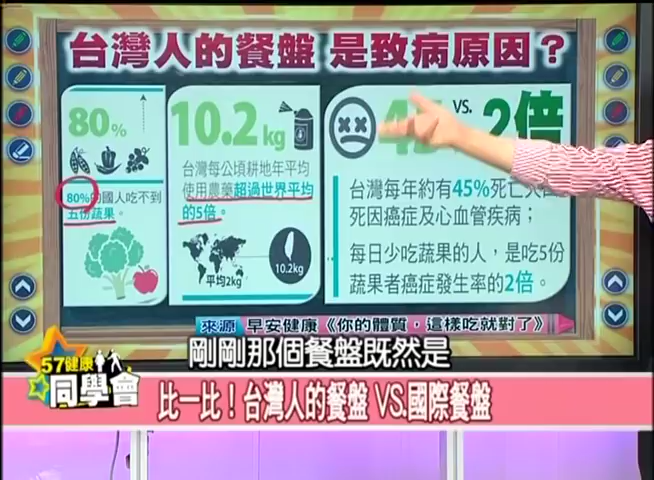 台灣人的餐盤 是致病原因？
80%
80%的國人吃不到
五份蔬果。
10.2kg
台灣每公頃耕地年平均
使用農藥超過世界平均
的5倍。
平均2kg
10.2kg
VS. 2倍
台灣每年約有45%死亡人口
死因癌症及心血管疾病；
每日少吃蔬果的人，是吃5份
蔬果者癌症發生率的2倍。
來源 早安健康《你的體質，這樣吃就對了》
剛剛那個餐盤既然是
57健康
同學會
比一比！台灣人的餐盤 VS.國際餐盤